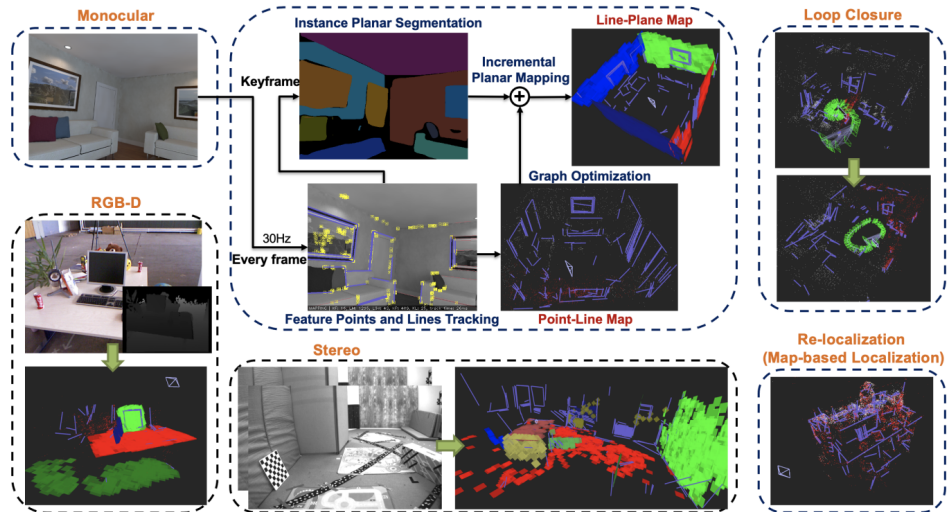 Monocular
Instance Planar Segmentation
Line-Plane Map
Loop Closure
Keyframe
Incremental
Planar Mapping
RGB-D
30Hz
Every frame
Graph Optimization
Feature Points and Lines Tracking
Point-Line Map
Stereo
Re-localization
(Map-based Localization)